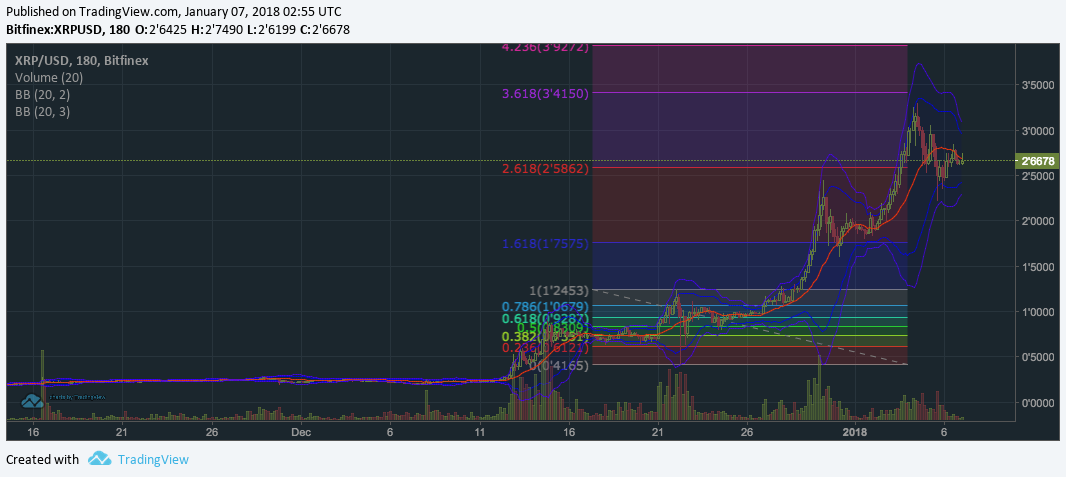 Published on TradingView.com, January 07, 2018 02:55 UTC
Bitfinex:XRPUSD, 180 O:2'6425 H:2'7490 L:2'6199 C:2'6678
XRP/USD, 180, Bitfinex
Volume (20)
BB (20, 2)
BB (20, 3)
4.236(3'9272)
3.618(3'4150)
2.618(2'5862)
1.618(1'7575)
1(1'2453)
0.786(1'0679)
0.618(0'9287)
0.5(0'8309)
0.382(0'7331)
0.236(0'6121)
0(0'4165)
3'5000
3'0000
2'6678
2'5000
2'0000
1'5000
1'0000
0'5000
0'0000
charts by TradingView
16 21 26 Dec 6 11 16 21 26 2018 6
Created with TradingView